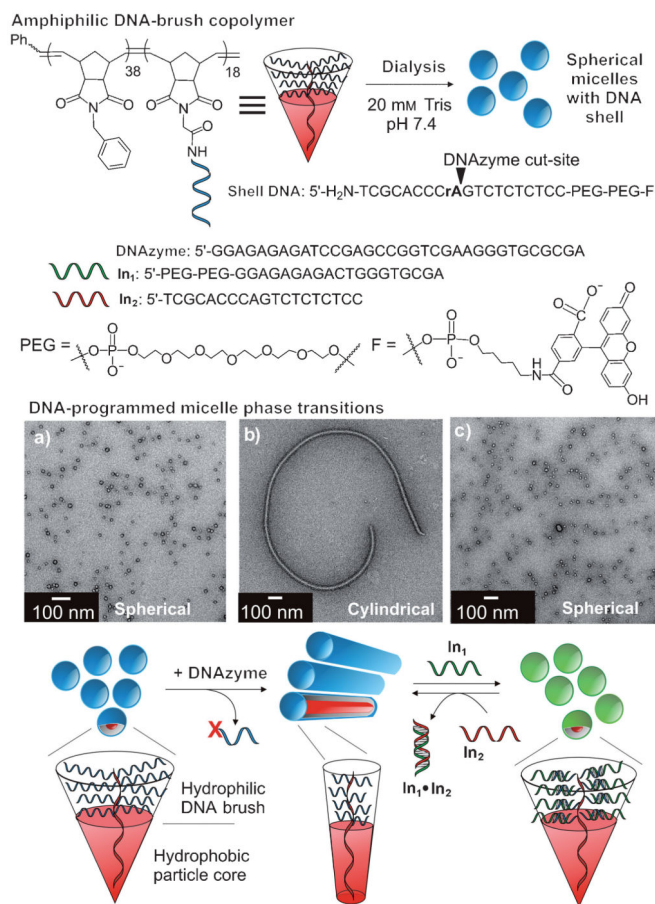 Amphiphilic DNA-brush copolymer
Ph
38
18
O
N
O
O
N
O
O
NH
≡
Dialysis
20 mM Tris
pH 7.4
Spherical
micelles
with DNA
shell
DNAzyme cut-site
Shell DNA: 5'-H2N-TCGCACCCrAGTCTCTCTCC-PEG-PEG-F
DNAzyme: 5'-GGAGAGAGATCCGAGCCGGTCGAAGGGTGCGCGA
In1: 5'-PEG-PEG-GGAGAGAGACTGGGTGCGA
In2: 5'-TCGCACCCAGTCTCTCTCC
PEG =
O
O-P-O
O-
O
O
O
O
O
O
F =
O
O-P-O
O-
N
H
O
O
C
O-
O
O
OH
DNA-programmed micelle phase transitions
a)
100 nm
Spherical
b)
100 nm
Cylindrical
c)
100 nm
Spherical
+ DNAzyme
X
In1
In2
In1•In2
Hydrophilic
DNA brush
Hydrophobic
particle core